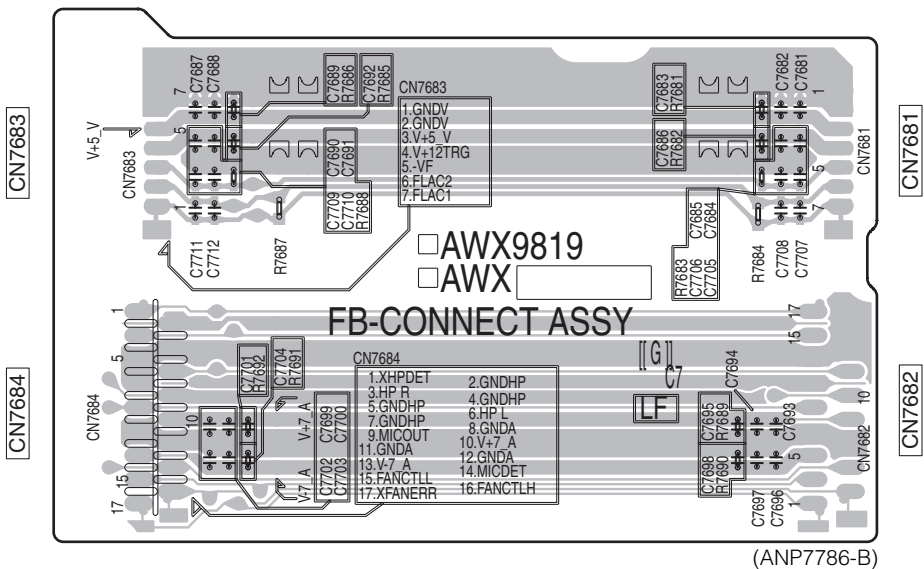 CN7683
CN7681
CN7684
CN7682
7
C7687
C7688
C7689
R7686
C7692
R7685
CN7683
1.GNDV
2.GNDV
3.V+5_V
4.V+12TRG
5.-VF
6.FLAC2
7.FLAC1
C7683
R7681
C7682
C7681
1
V+5_V
5
CN7683
C7690
C7691
C7686
R7682
CN7681
5
C7709
C7710
R7688
1
C7711
C7712
R7687
C7685
C7684
R7683
C7706
C7705
R7684
C7708
C7707
7
AWX9819
AWX
FB-CONNECT ASSY
1
5
CN7684
10
15
17
C7701
R7692
C7704
R7691
V+7_A
V-7_A
C7699
C7700
C7702
C7703
CN7684
1.XHPDET
2.GNDHP
3.HP R
4.GNDHP
5.GNDHP
6.HP L
7.GNDHP
8.GNDA
9.MICOUT
10.V+7_A
11.GNDA
12.GNDA
13.V-7_A
14.MICDET
15.FANCTLL
16.FANCTLH
17.XFANERR
[[ G ]]
C7
C7694
LF
C7695
R7689
C7693
C7698
R7690
C7697
C7696
17
15
10
CN7682
5
1
(ANP7786-B)